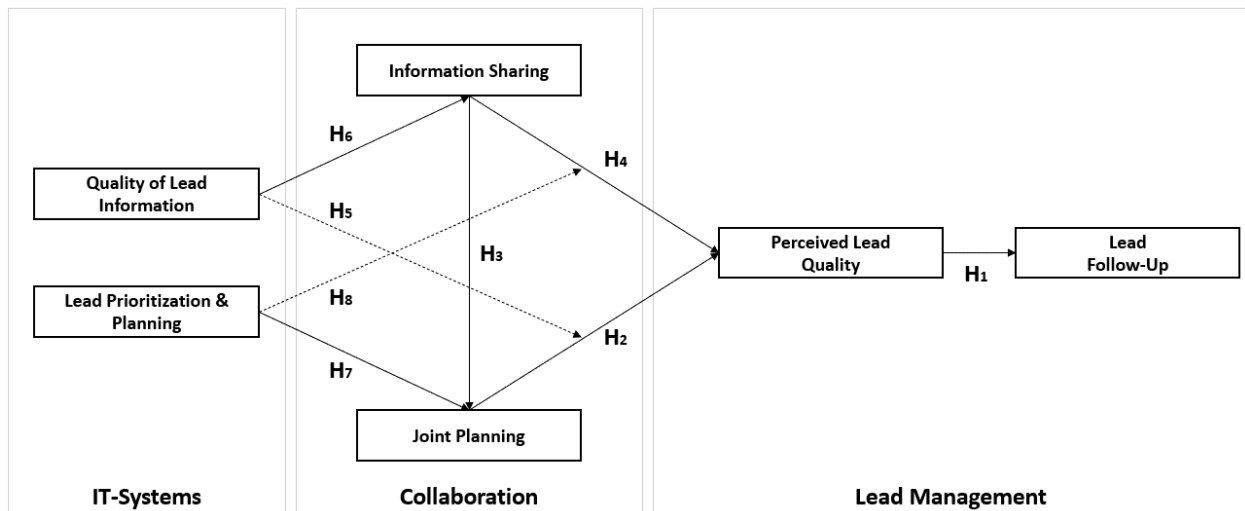 Information Sharing
H6
H4
Quality of Lead
Information
H5
H3
Perceived Lead
Quality
Lead
Follow-Up
H1
Lead Prioritization &
Planning
H8
H2
H7
Joint Planning
IT-Systems
Collaboration
Lead Management